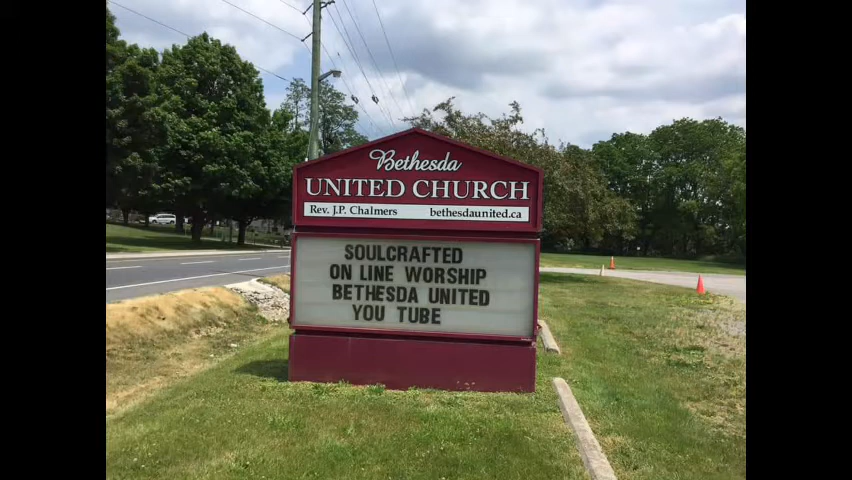 Bethesda
UNITED CHURCH
Rev. J.P. Chalmers bethesdaunited.ca
SOULCRAFTED
ON LINE WORSHIP
BETHESDA UNITED
YOU TUBE